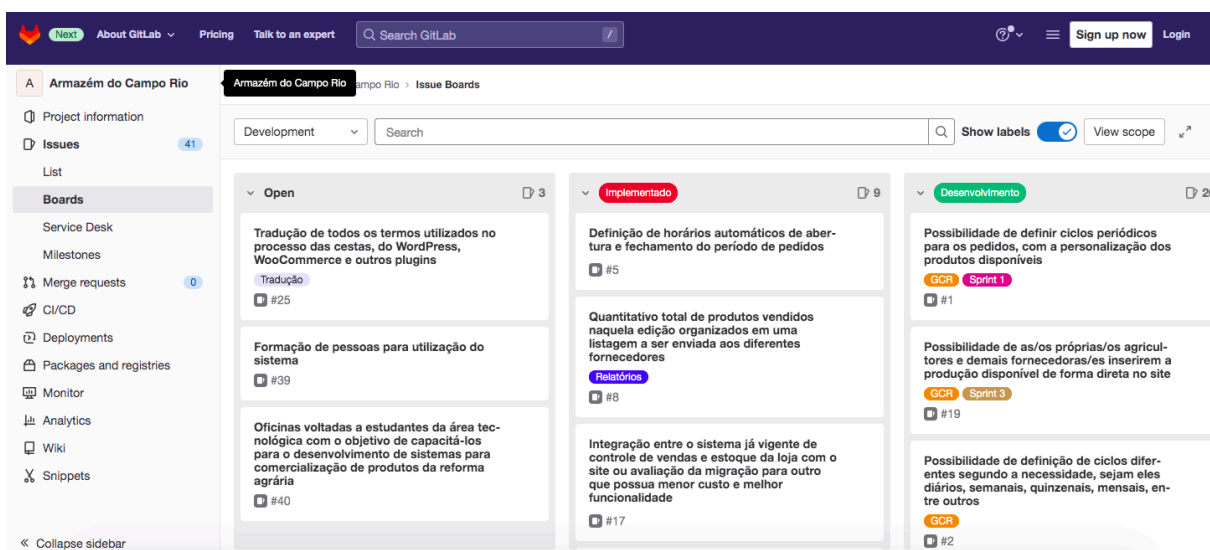 Next About GitLab Pricing Talk to an expert Search GitLab / Sign up now Login
A Armazém do Campo Rio
Armazém do Campo Rio ampo Rio > Issue Boards
Project information
Issues 41
List
Boards
Service Desk
Milestones
Merge requests 0
CI/CD
Deployments
Packages and registries
Monitor
Analytics
Wiki
Snippets
« Collapse sidebar
Development Search Show labels View scope
Open 3
Tradução de todos os termos utilizados no
processo das cestas, do WordPress,
WooCommerce e outros plugins
Tradução
#25
Formação de pessoas para utilização do
sistema
#39
Oficinas voltadas a estudantes da área tec-
nológica com o objetivo de capacitá-los
para o desenvolvimento de sistemas para
comercialização de produtos da reforma
agrária
#40
Implementado 9
Definição de horários automáticos de aber-
tura e fechamento do período de pedidos
#5
Quantitativo total de produtos vendidos
naquela edição organizados em uma
listagem a ser enviada aos diferentes
fornecedores
Relatórios
#8
Integração entre o sistema já vigente de
controle de vendas e estoque da loja com o
site ou avaliação da migração para outro
que possua menor custo e melhor
funcionalidade
#17
Desenvolvimento
Possibilidade de definir ciclos periódicos
para os pedidos, com a personalização dos
produtos disponíveis
GCR Sprint 1
#1
Possibilidade de as/os próprias/os agricul-
tores e demais fornecedoras/es inserirem a
produção disponível de forma direta no site
GCR Sprint 3
#19
Possibilidade de definição de ciclos difer-
entes segundo a necessidade, sejam eles
diários, semanais, quinzenais, mensais, en-
tre outros
GCR
#2